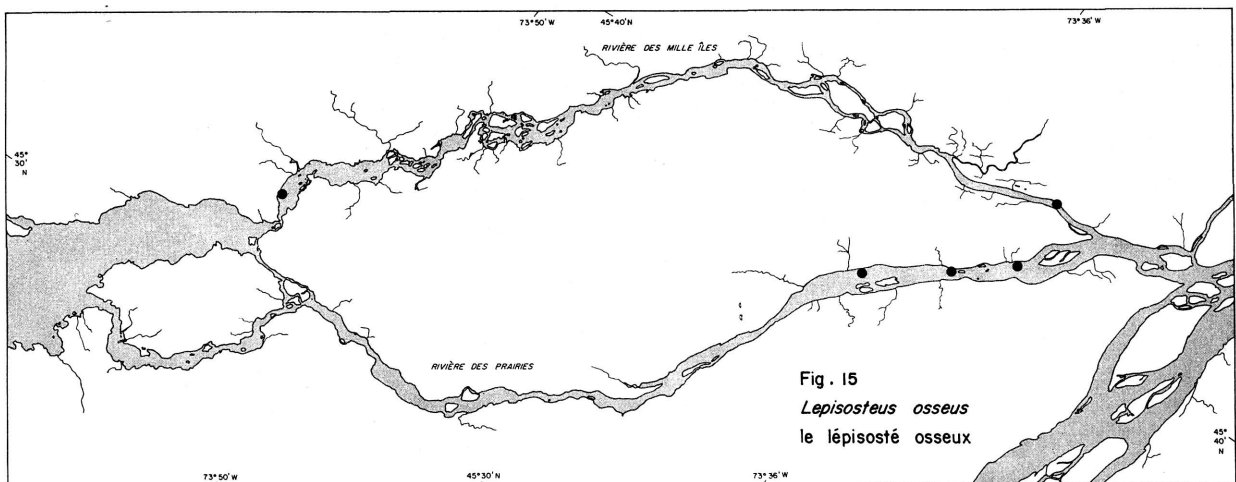 73° 50' W
45° 40' N
73° 36' W
RIVIÈRE DES MILLE ÎLES
45°
30'
N
RIVIÈRE DES PRAIRIES
Fig. 15
Lepisosteus osseus
le lépisosté osseux
45°
40'
N
73° 50' W
45° 30' N
73° 36' W